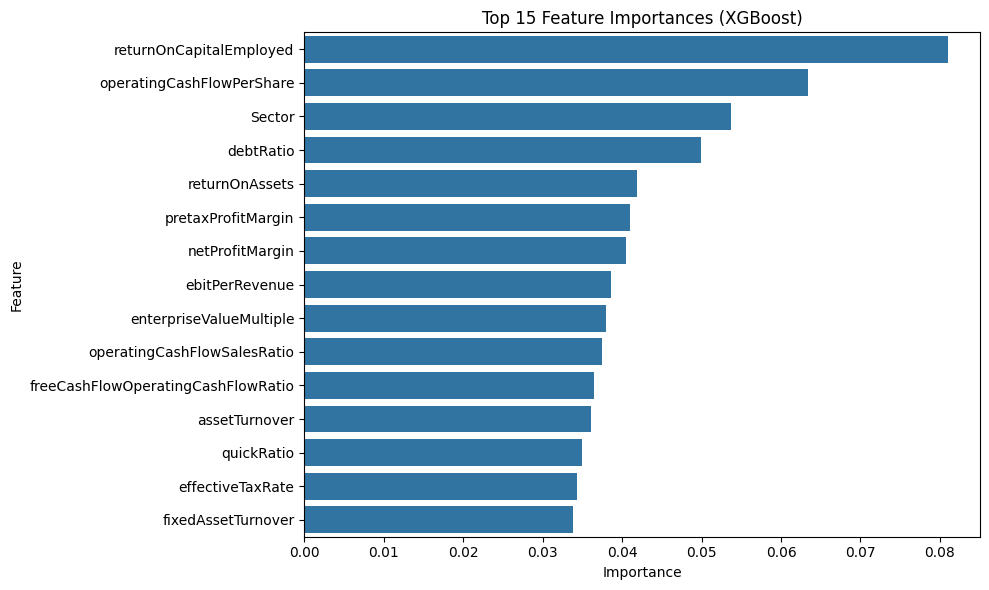 Top 15 Feature Importances (XGBoost)
Feature
returnOnCapitalEmployed
operatingCashFlowPerShare
Sector
debtRatio
returnOnAssets
pretaxProfitMargin
netProfitMargin
ebitPerRevenue
enterpriseValueMultiple
operatingCashFlowSalesRatio
freeCashFlowOperatingCashFlowRatio
assetTurnover
quickRatio
effectiveTaxRate
fixedAssetTurnover
0.00 0.01 0.02 0.03 0.04 0.05 0.06 0.07 0.08
Importance